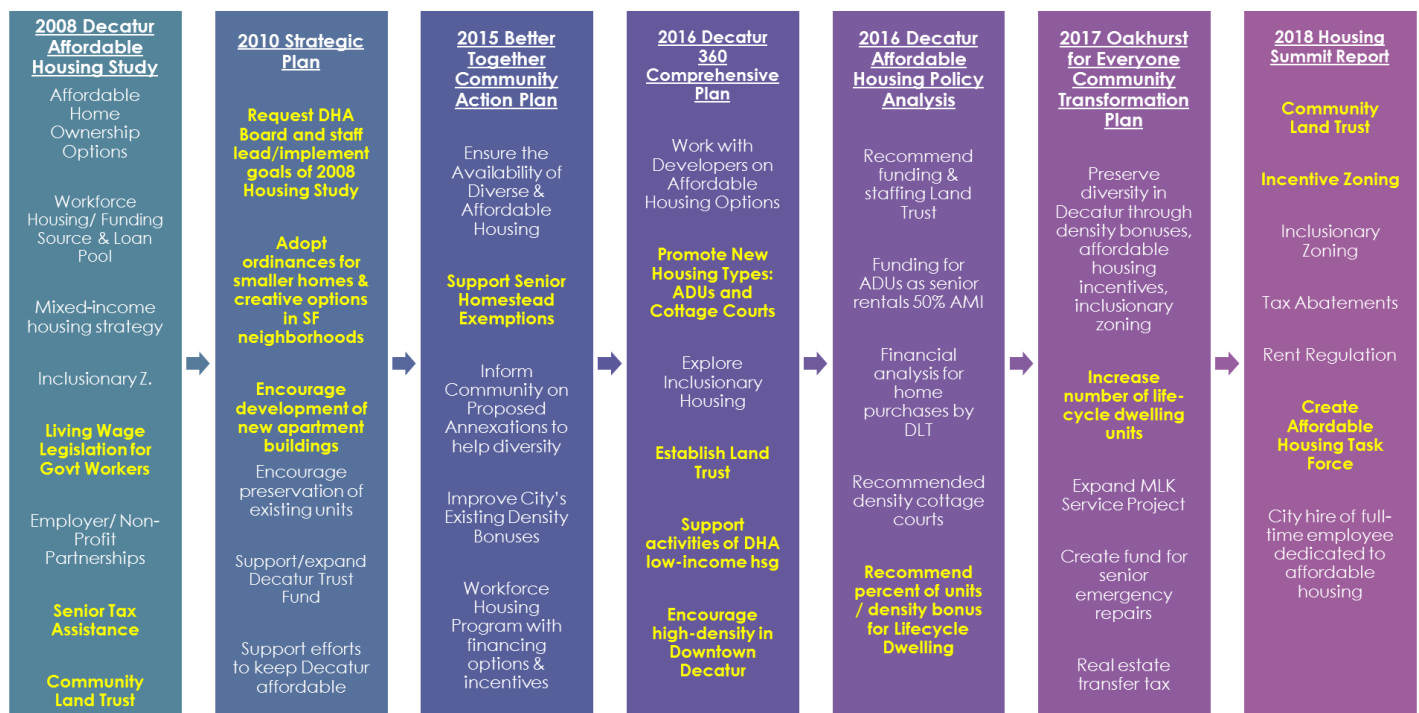 2008 Decatur
Affordable
Housing Study
Affordable
Home
Ownership
Options
Workforce
Housing/ Funding
Source & Loan
Pool
Mixed-income
housing strategy
Inclusionary Z.
Living Wage
Legislation for
Govt Workers
Employer/ Non-
Profit
Partnerships
Senior Tax
Assistance
Community
Land Trust
2010 Strategic
Plan
Request DHA
Board and staff
lead/implement
goals of 2008
Housing Study
Adopt
ordinances for
smaller homes &
creative options
in SF
neighborhoods
Encourage
development of
new apartment
buildings
Encourage
preservation of
existing units
Support/expand
Decatur Trust
Fund
Support efforts
to keep Decatur
affordable
2015 Better
Together
Community
Action Plan
Ensure the
Availability of
Diverse &
Affordable
Housing
Support Senior
Homestead
Exemptions
Inform
Community on
Proposed
Annexations to
help diversity
Improve City's
Existing Density
Bonuses
Workforce
Housing
Program with
financing
options &
incentives
2016 Decatur
360
Comprehensive
Plan
Work with
Developers on
Affordable
Housing Options
Promote New
Housing Types:
ADUs and
Cottage Courts
Explore
Inclusionary
Housing
Establish Land
Trust
Support
activities of DHA
low-income hsg
Encourage
high-density in
Downtown
Decatur
2016 Decatur
Affordable
Housing Policy
Analysis
Recommend
funding &
staffing Land
Trust
Funding for
ADUs as senior
rentals 50% AMI
Financial
analysis for
home
purchases by
DLT
Recommended
density cottage
courts
Recommend
percent of units
/ density bonus
for Lifecycle
Dwelling
2017 Oakhurst
for Everyone
Community
Transformation
Plan
Preserve
diversity in
Decatur through
density bonuses,
affordable
housing
incentives,
inclusionary
zoning
Increase
number of life-
cycle dwelling
units
Expand MLK
Service Project
Create fund for
senior
emergency
repairs
Real estate
transfer tax
2018 Housing
Summit Report
Community
Land Trust
Incentive Zoning
Inclusionary
Zoning
Tax Abatements
Rent Regulation
Create
Affordable
Housing Task
Force
City hire of full-
time employee
dedicated to
affordable
housing